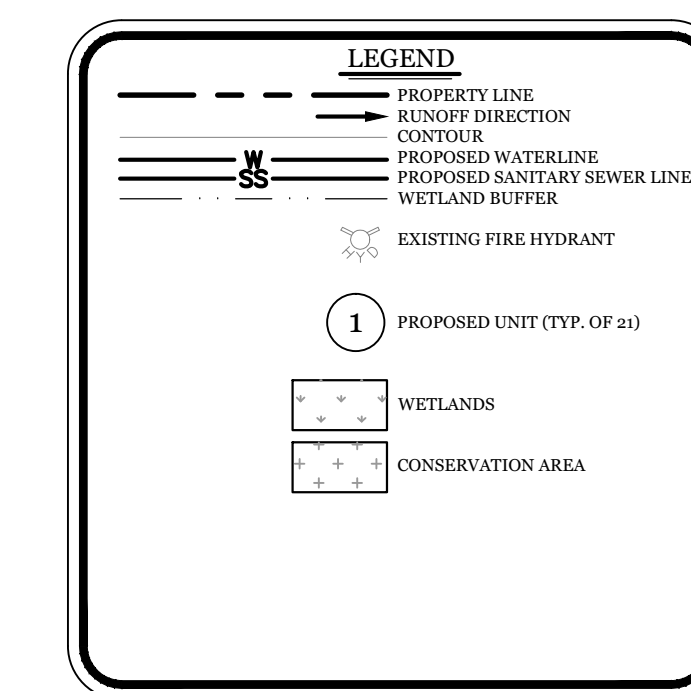 LEGEND
PROPERTY LINE
RUNOFF DIRECTION
CONTOUR
W PROPOSED WATERLINE
SS PROPOSED SANITARY SEWER LINE
WETLAND BUFFER
HYD EXISTING FIRE HYDRANT
1 PROPOSED UNIT (TYP. OF 21)
WETLANDS
CONSERVATION AREA